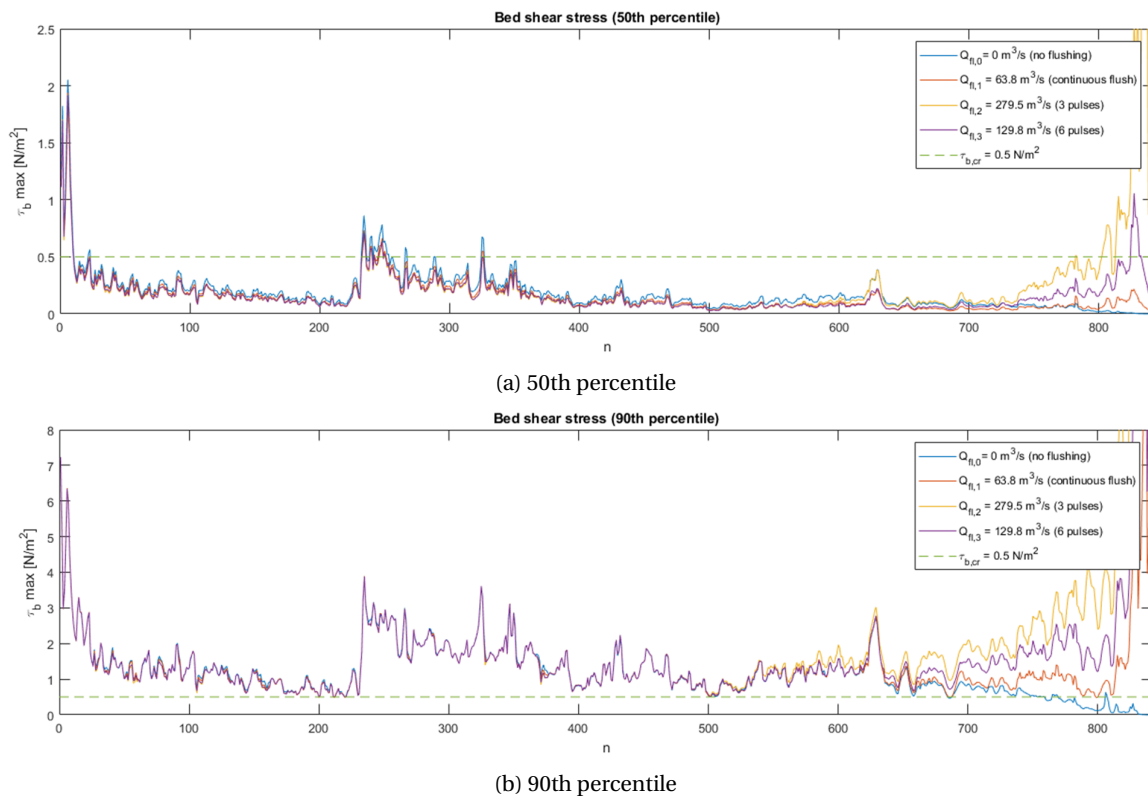 Bed shear stress (50th percentile)
τb max [N/m²]
2.5
2
1.5
1
0.5
0
0 100 200 300 400 500 600 700 800
n
Qfl,0= 0 m³/s (no flushing)
Qfl,1 = 63.8 m³/s (continuous flush)
Qfl,2 = 279.5 m³/s (3 pulses)
Qfl,3 = 129.8 m³/s (6 pulses)
τb,cr = 0.5 N/m²
(a) 50th percentile
Bed shear stress (90th percentile)
τb max [N/m²]
8
7
6
5
4
3
2
1
0
0 100 200 300 400 500 600 700 800
n
Qfl,0= 0 m³/s (no flushing)
Qfl,1 = 63.8 m³/s (continuous flush)
Qfl,2 = 279.5 m³/s (3 pulses)
Qfl,3 = 129.8 m³/s (6 pulses)
τb,cr = 0.5 N/m²
(b) 90th percentile